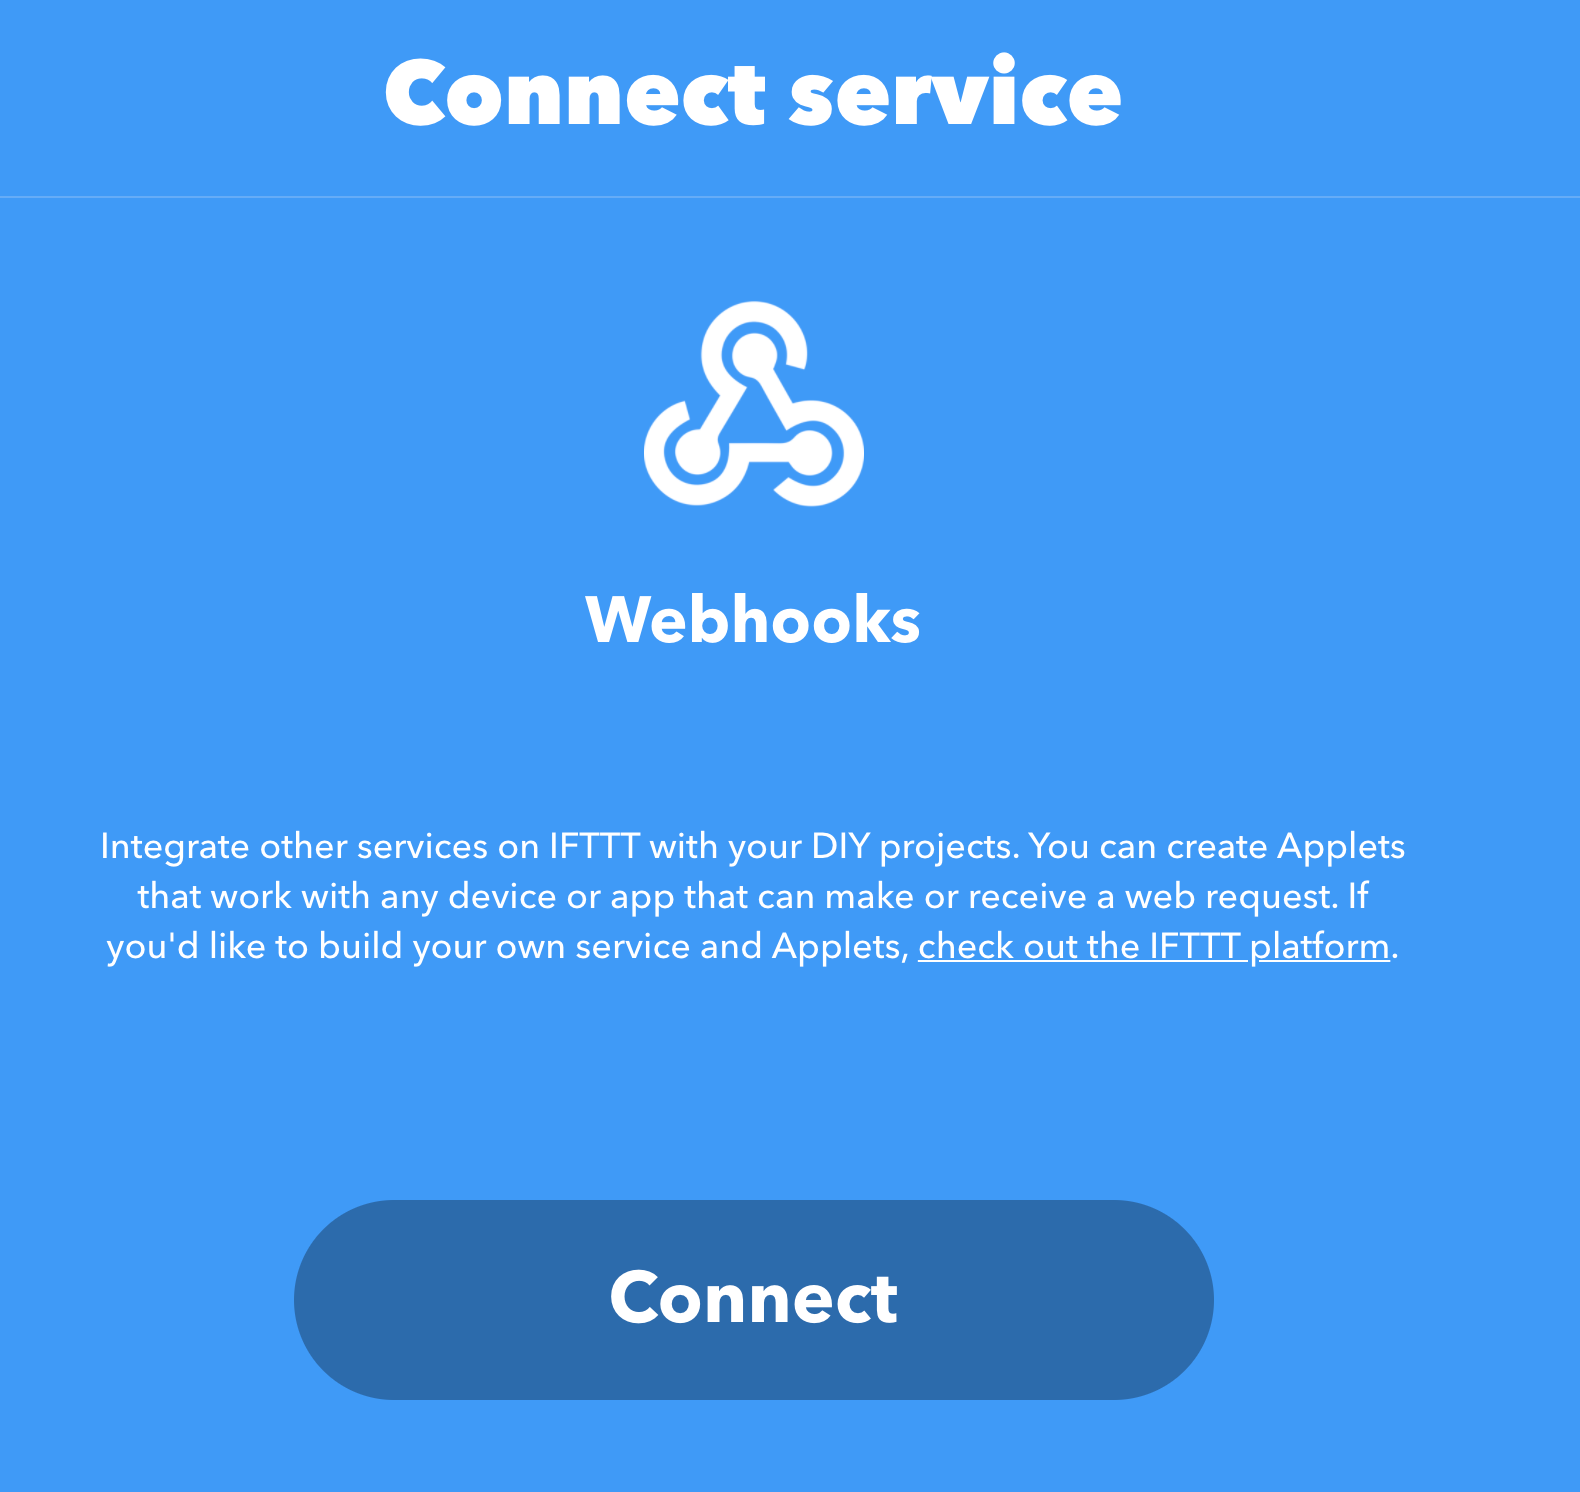 Connect service
Webhooks
Integrate other services on IFTTT with your DIY projects. You can create Applets
that work with any device or app that can make or receive a web request. If
you'd like to build your own service and Applets, check out the IFTTT platform.
Connect